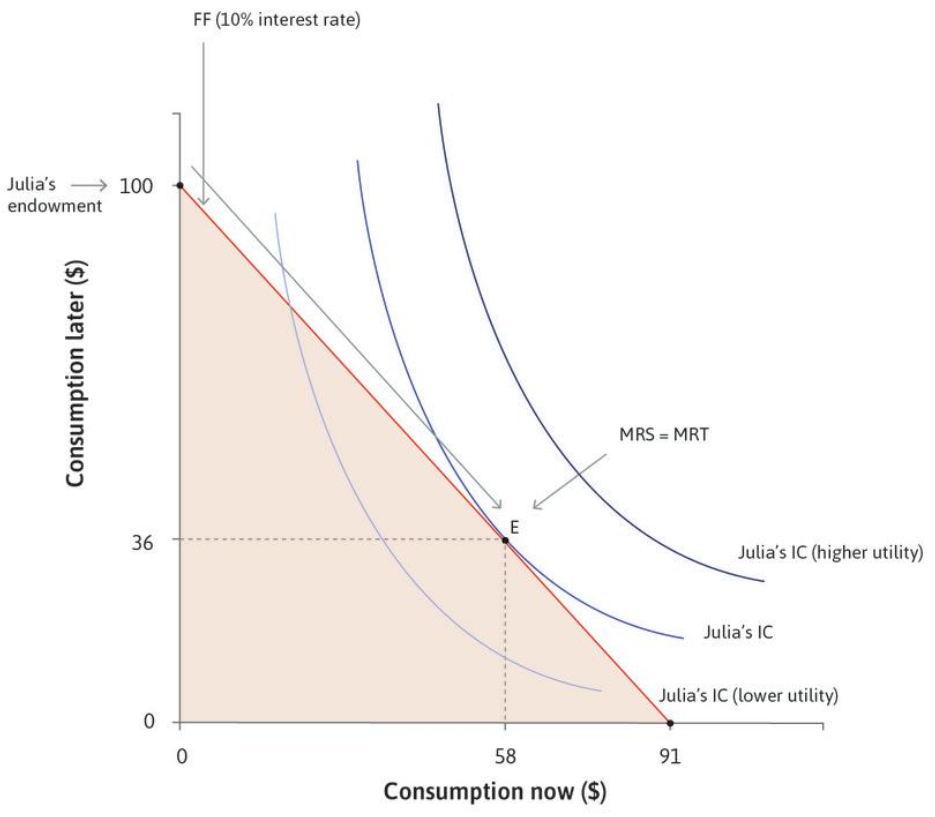 FF (10% interest rate)
Julia's
endowment
100
Consumption later ($)
MRS = MRT
E
36
Julia's IC (higher utility)
Julia's IC
Julia's IC (lower utility)
0
0
58
91
Consumption now ($)